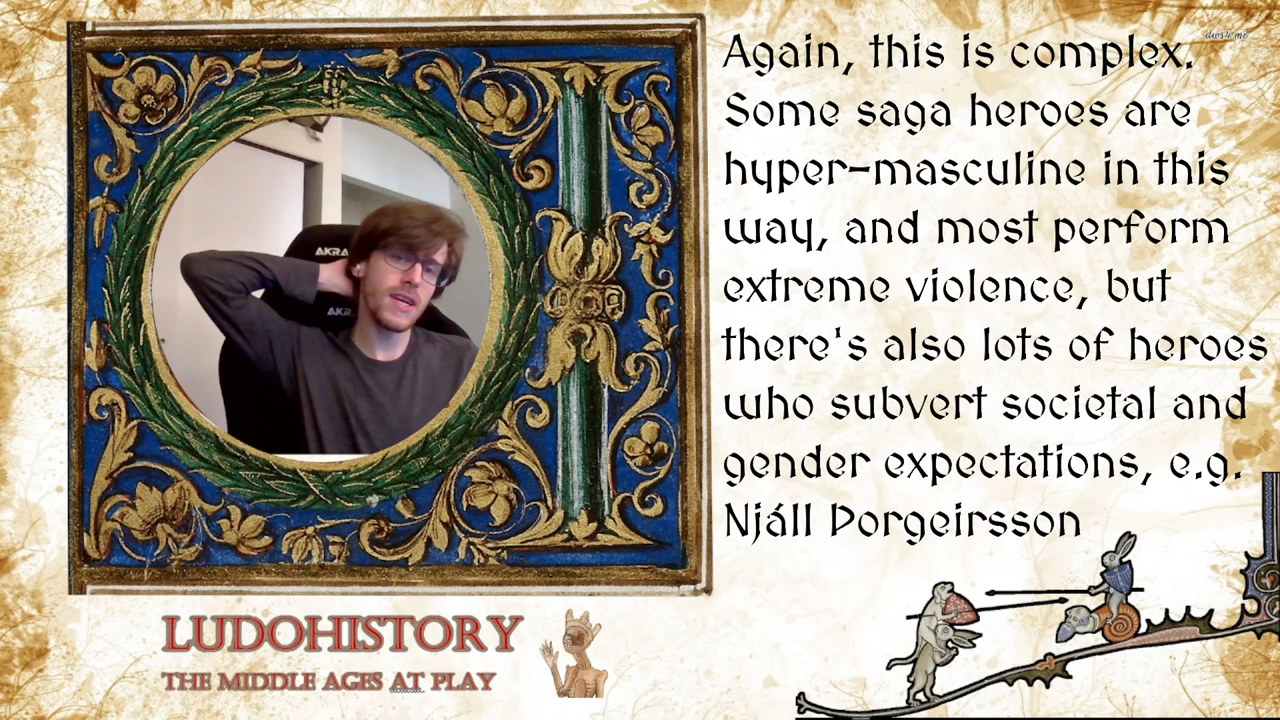 Again, this is complex.
Some saga heroes are
hyper-masculine in this
way, and most perform
extreme violence, but
there's also lots of heroes
who subvert societal and
gender expectations, e.g.
Njáll Þorgeirsson
AKRA
AKR
LUDOHISTORY
THE MIDDLE AGES AT PLAY